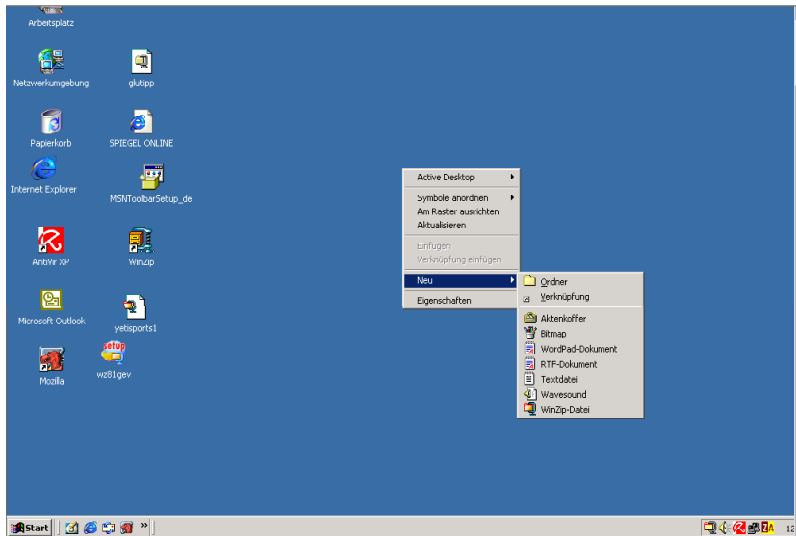 Arbeitsplatz
Netzwerkumgebung
glutipp
Papierkorb
SPIEGEL ONLINE
Internet Explorer
MSNToolbarSetup_de
AntiVir XP
WinZip
Microsoft Outlook
yetisports1
Mozilla
setup
wz81gev
Active Desktop
Symbole anordnen
Am Raster ausrichten
Aktualisieren
Einfügen
Verknüpfung einfügen
Neu
Eigenschaften
Ordner
Verknüpfung
Aktenkoffer
Bitmap
WordPad-Dokument
RTF-Dokument
Textdatei
Wavesound
WinZip-Datei
Start
»
ZA
12